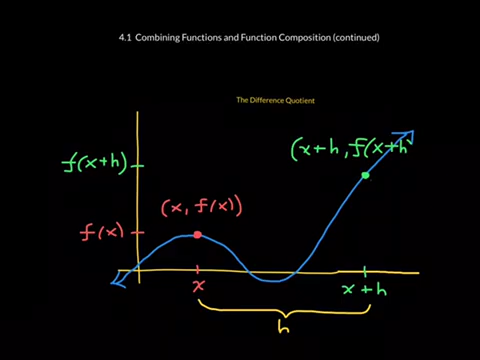 4.1 Combining Functions and Function Composition (continued)
The Difference Quotient
f(x+h)
(x+h, f(x+h)
(x, f(x))
f(x)
x
x+h
h